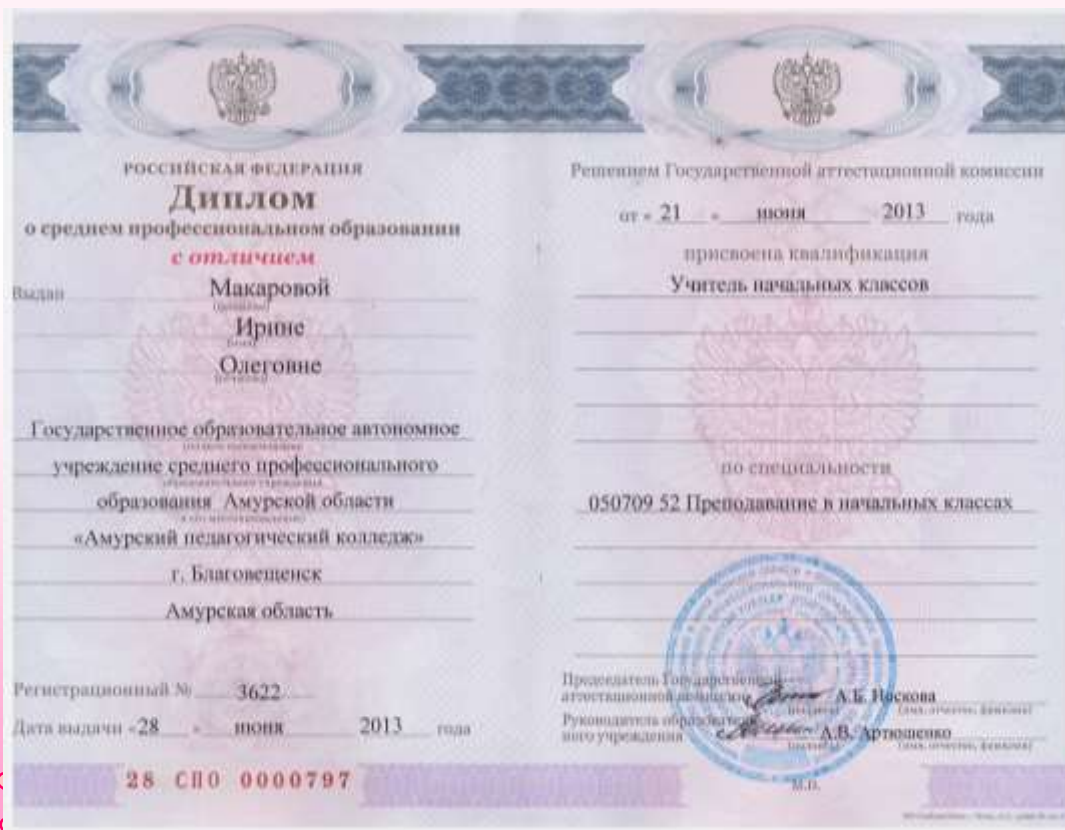 РОССИЙСКАЯ ФЕДЕРАЦИЯ
Диплом
о среднем профессиональном образовании
с отличием
Выдан Макаровой
Ирине
Олеговне
Государственное образовательное автономное
учреждение среднего профессионального
образования Амурской области
«Амурский педагогический колледж»
г. Благовещенск
Амурская область
Регистрационный № 3622
Дата выдачи «28 » июня 2013 года
28 СПО 0000797
Решением Государственной аттестационной комиссии
от « 21 » июня 2013 года
присвоена квалификация
Учитель начальных классов
по специальности
050709 52 Преподавание в начальных классах
Председатель Государственной
аттестационной комиссии А.Б. Носкова
Руководитель образователь
ного учреждения А.В. Артюшенко
М.П.